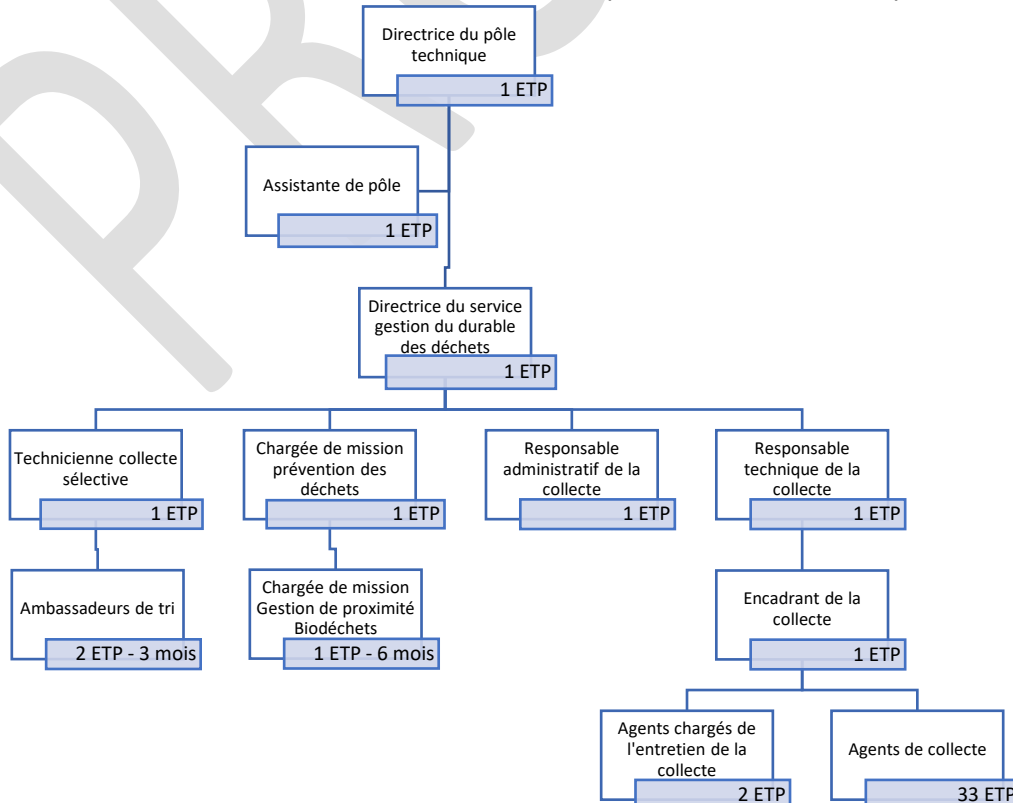 Directrice du pôle
technique
1 ETP
Assistante de pôle
1 ETP
Directrice du service
gestion du durable
des déchets
1 ETP
Technicienne collecte
sélective
1 ETP
Chargée de mission
prévention des
déchets
1 ETP
Responsable
administratif de la
collecte
1 ETP
Responsable
technique de la
collecte
1 ETP
Ambassadeurs de tri
2 ETP - 3 mois
Chargée de mission
Gestion de proximité
Biodéchets
1 ETP - 6 mois
Encadrant de la
collecte
1 ETP
Agents chargés de
l'entretien de la
collecte
2 ETP
Agents de collecte
33 ETP